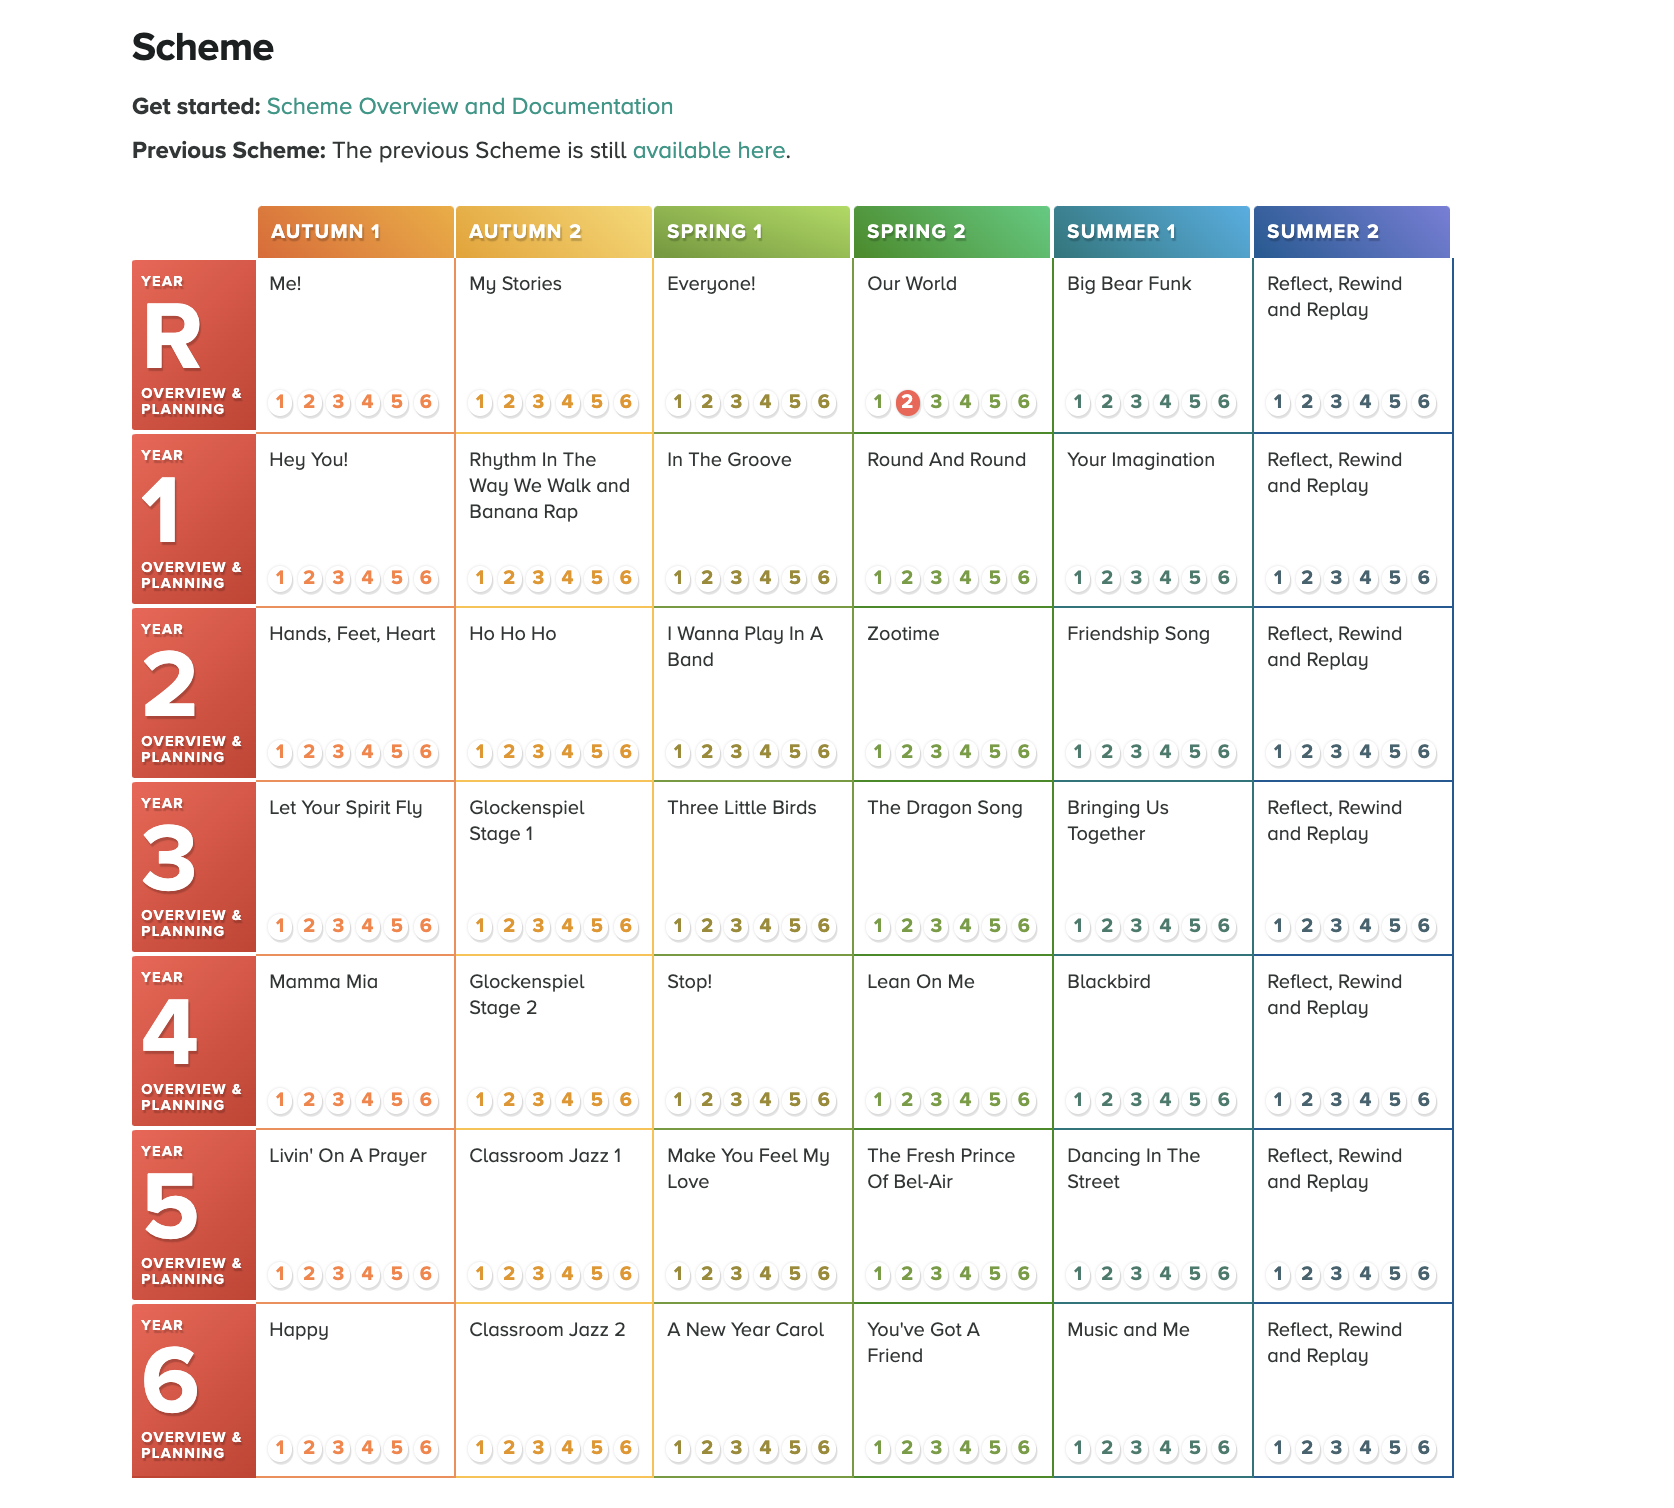 Scheme
Get started: Scheme Overview and Documentation
Previous Scheme: The previous Scheme is still available here.
AUTUMN 1 AUTUMN 2 SPRING 1 SPRING 2 SUMMER 1 SUMMER 2
YEAR
R
OVERVIEW &
PLANNING
Me!
1 2 3 4 5 6
My Stories
1 2 3 4 5 6
Everyone!
1 2 3 4 5 6
Our World
1 2 3 4 5 6
Big Bear Funk
1 2 3 4 5 6
Reflect, Rewind
and Replay
1 2 3 4 5 6
YEAR
1
OVERVIEW &
PLANNING
Hey You!
1 2 3 4 5 6
Rhythm In The
Way We Walk and
Banana Rap
1 2 3 4 5 6
In The Groove
1 2 3 4 5 6
Round And Round
1 2 3 4 5 6
Your Imagination
1 2 3 4 5 6
Reflect, Rewind
and Replay
1 2 3 4 5 6
YEAR
2
OVERVIEW &
PLANNING
Hands, Feet, Heart
1 2 3 4 5 6
Ho Ho Ho
1 2 3 4 5 6
I Wanna Play In A
Band
1 2 3 4 5 6
Zootime
1 2 3 4 5 6
Friendship Song
1 2 3 4 5 6
Reflect, Rewind
and Replay
1 2 3 4 5 6
YEAR
3
OVERVIEW &
PLANNING
Let Your Spirit Fly
1 2 3 4 5 6
Glockenspiel
Stage 1
1 2 3 4 5 6
Three Little Birds
1 2 3 4 5 6
The Dragon Song
1 2 3 4 5 6
Bringing Us
Together
1 2 3 4 5 6
Reflect, Rewind
and Replay
1 2 3 4 5 6
YEAR
4
OVERVIEW &
PLANNING
Mamma Mia
1 2 3 4 5 6
Glockenspiel
Stage 2
1 2 3 4 5 6
Stop!
1 2 3 4 5 6
Lean On Me
1 2 3 4 5 6
Blackbird
1 2 3 4 5 6
Reflect, Rewind
and Replay
1 2 3 4 5 6
YEAR
5
OVERVIEW &
PLANNING
Livin' On A Prayer
1 2 3 4 5 6
Classroom Jazz 1
1 2 3 4 5 6
Make You Feel My
Love
1 2 3 4 5 6
The Fresh Prince
Of Bel-Air
1 2 3 4 5 6
Dancing In The
Street
1 2 3 4 5 6
Reflect, Rewind
and Replay
1 2 3 4 5 6
YEAR
6
OVERVIEW &
PLANNING
Happy
1 2 3 4 5 6
Classroom Jazz 2
1 2 3 4 5 6
A New Year Carol
1 2 3 4 5 6
You've Got A
Friend
1 2 3 4 5 6
Music and Me
1 2 3 4 5 6
Reflect, Rewind
and Replay
1 2 3 4 5 6